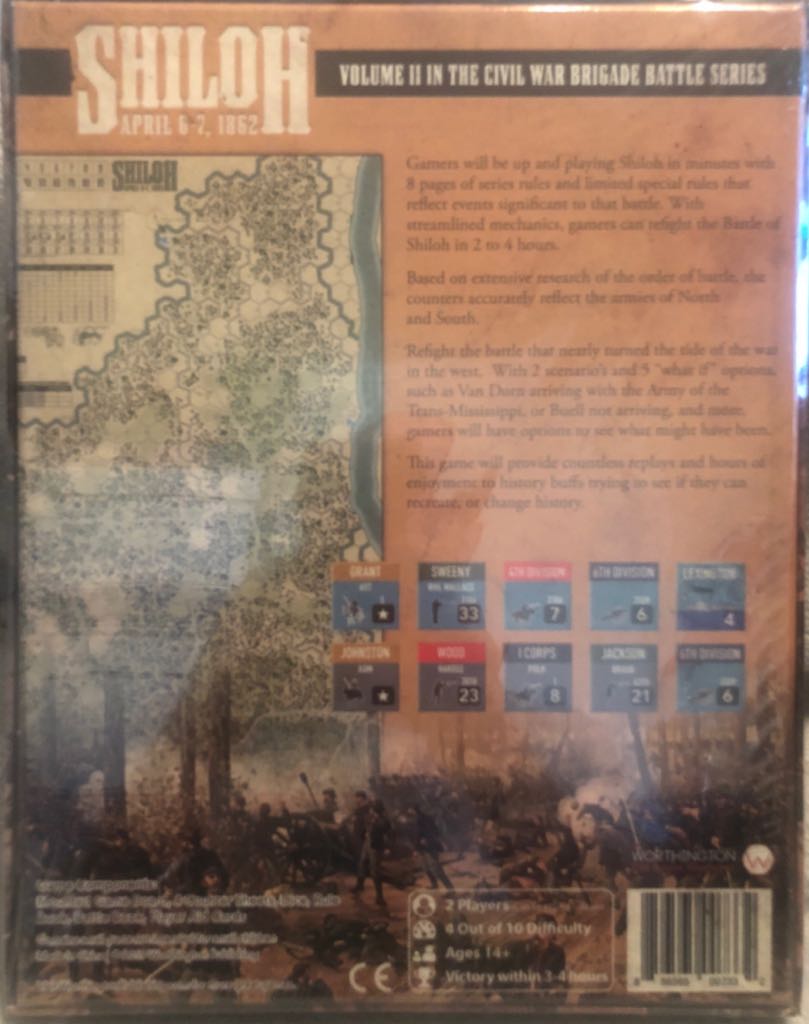 SHILOH
APRIL 6-7, 1862
VOLUME II IN THE CIVIL WAR BRIGADE BATTLE SERIES
SHILOH
Gamers will be up and playing Shiloh in minutes with
8 pages of series rules and limited special rules that
reflect events significant to that battle. With
streamlined mechanics, gamers can refight the Battle of
Shiloh in 2 to 4 hours.
Based on extensive research of the order of battle, the
counters accurately reflect the armies of North
and South.
Refight the battle that nearly turned the tide of the war
in the west. With 2 scenario's and 5 "what if" options,
such as Van Dorn arriving with the Army of the
Trans-Mississippi, or Buell not arriving, and more,
gamers will have options to see what might have been.
This game will provide countless replays and hours of
enjoyment to history buffs trying to see if they can
recreate, or change history.
GRANT SWEENY 4TH DIVISION 6TH DIVISION LEXINGTON
33 7 6 4
JOHNSTON WOOD I CORPS JACKSON 6TH DIVISION
23 8 21 6
WORTHINGTON W
Game Components:
2 Players
4 Out of 10 Difficulty
Ages 14+
Victory within 3-4 hours
CE